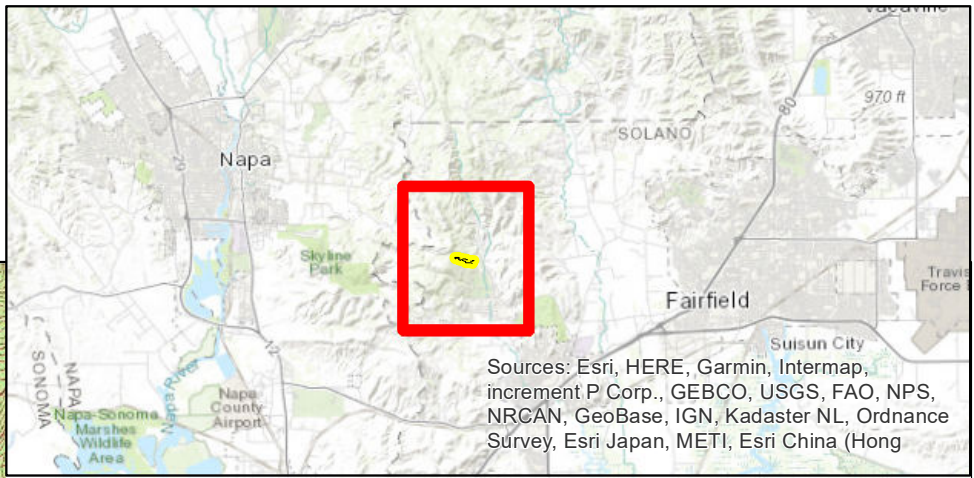 Vacaville
970 ft
80
SOLANO
Napa
29
Skyline
Park
Travis
Force
Fairfield
Suisun City
12
SONOMA
NAPA
Napa River
Napa
County
Airport
Napa-Sonoma
Marshes
Wildlife
Area
Sources: Esri, HERE, Garmin, Intermap,
increment P Corp., GEBCO, USGS, FAO, NPS,
NRCAN, GeoBase, IGN, Kadaster NL, Ordnance
Survey, Esri Japan, METI, Esri China (Hong